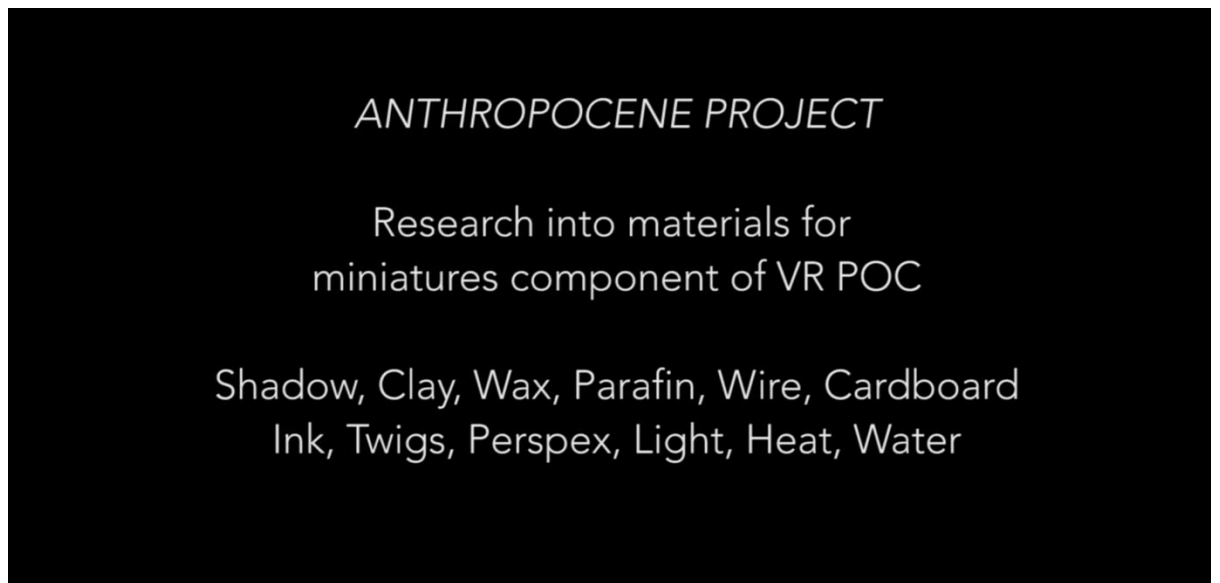 ANTHROPOCENE PROJECT
Research into materials for
miniatures component of VR POC
Shadow, Clay, Wax, Parafin, Wire, Cardboard
Ink, Twigs, Perspex, Light, Heat, Water